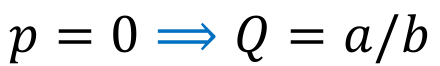 p = 0 ⟹ Q = a/b